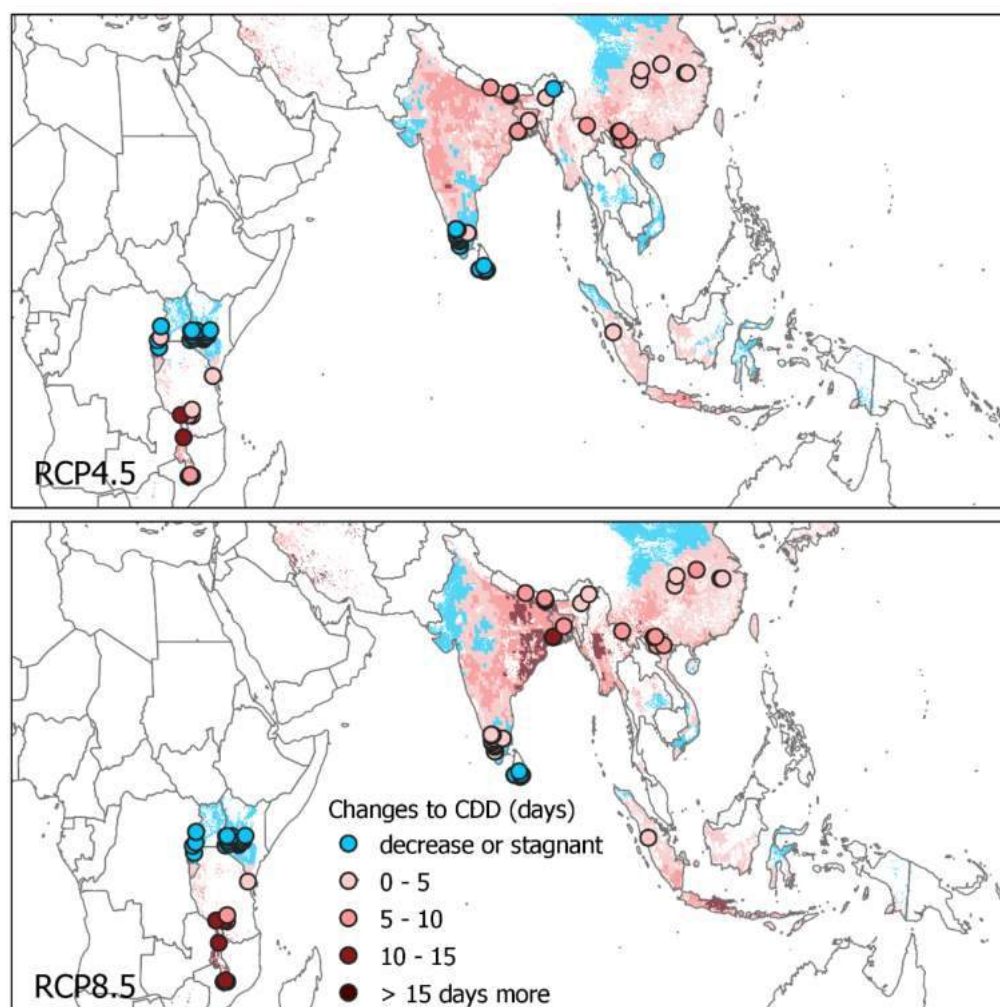 RCP4.5
Changes to CDD (days)
decrease or stagnant
0 - 5
5 - 10
10 - 15
> 15 days more
RCP8.5